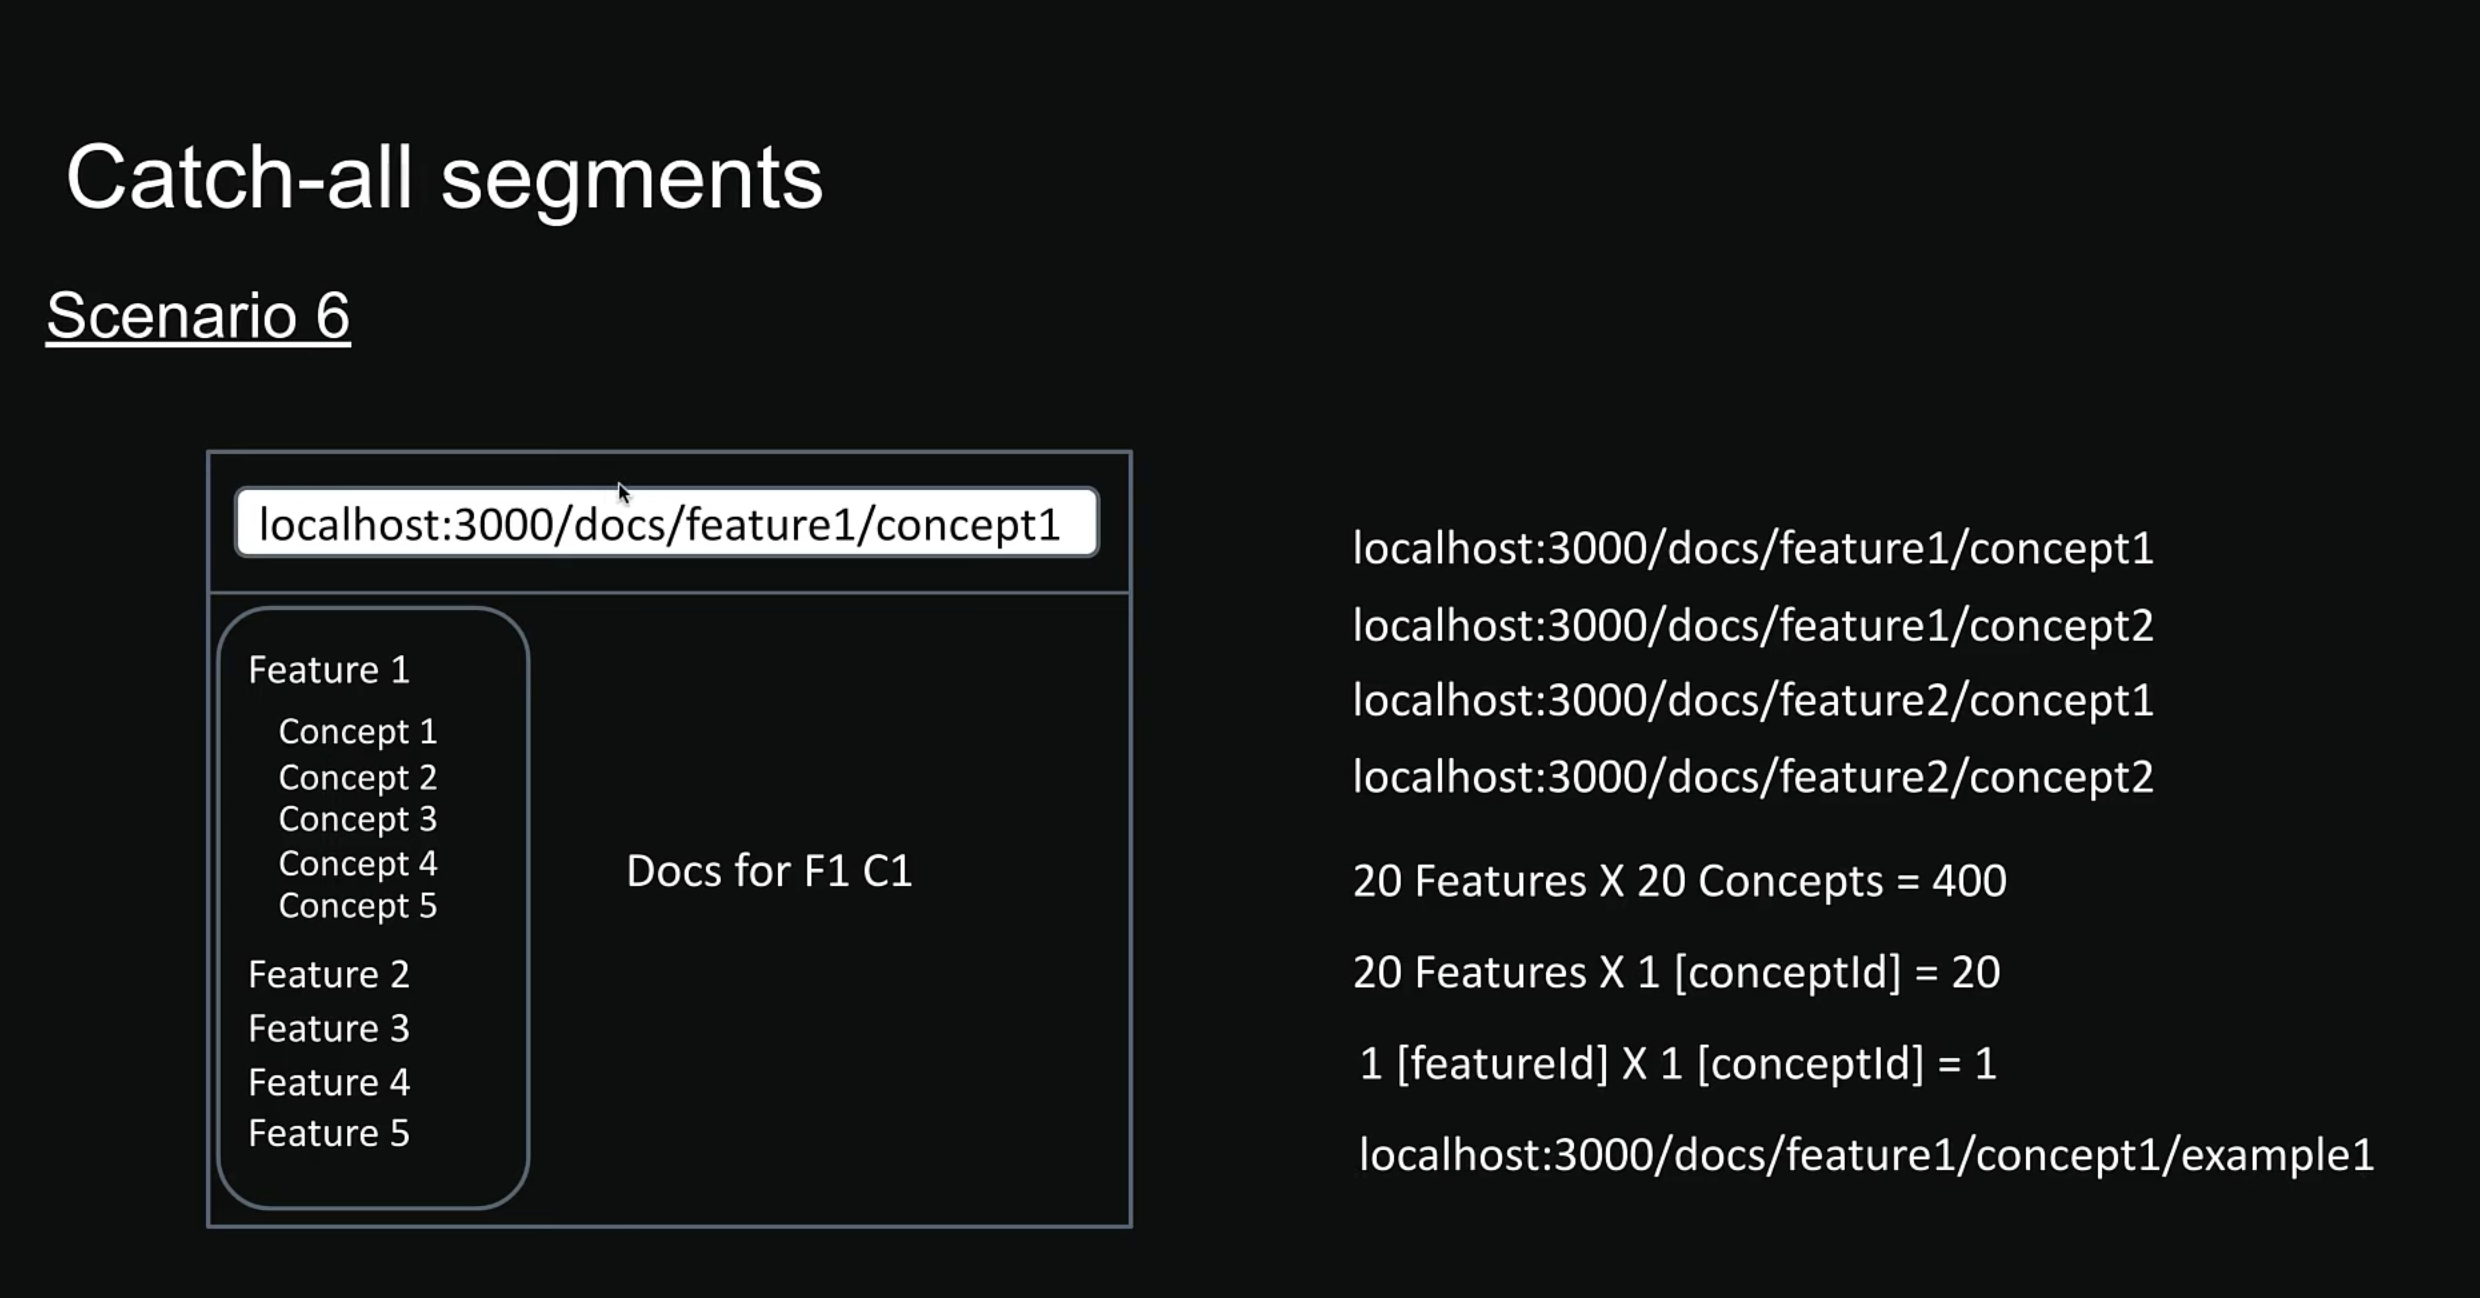 Catch-all segments
Scenario 6
localhost:3000/docs/feature1/concept1
Feature 1
Concept 1
Concept 2
Concept 3
Concept 4
Concept 5
Feature 2
Feature 3
Feature 4
Feature 5
Docs for F1 C1
localhost:3000/docs/feature1/concept1
localhost:3000/docs/feature1/concept2
localhost:3000/docs/feature2/concept1
localhost:3000/docs/feature2/concept2
20 Features X 20 Concepts = 400
20 Features X 1 [conceptId] = 20
1 [featureId] X 1 [conceptId] = 1
localhost:3000/docs/feature1/concept1/example1